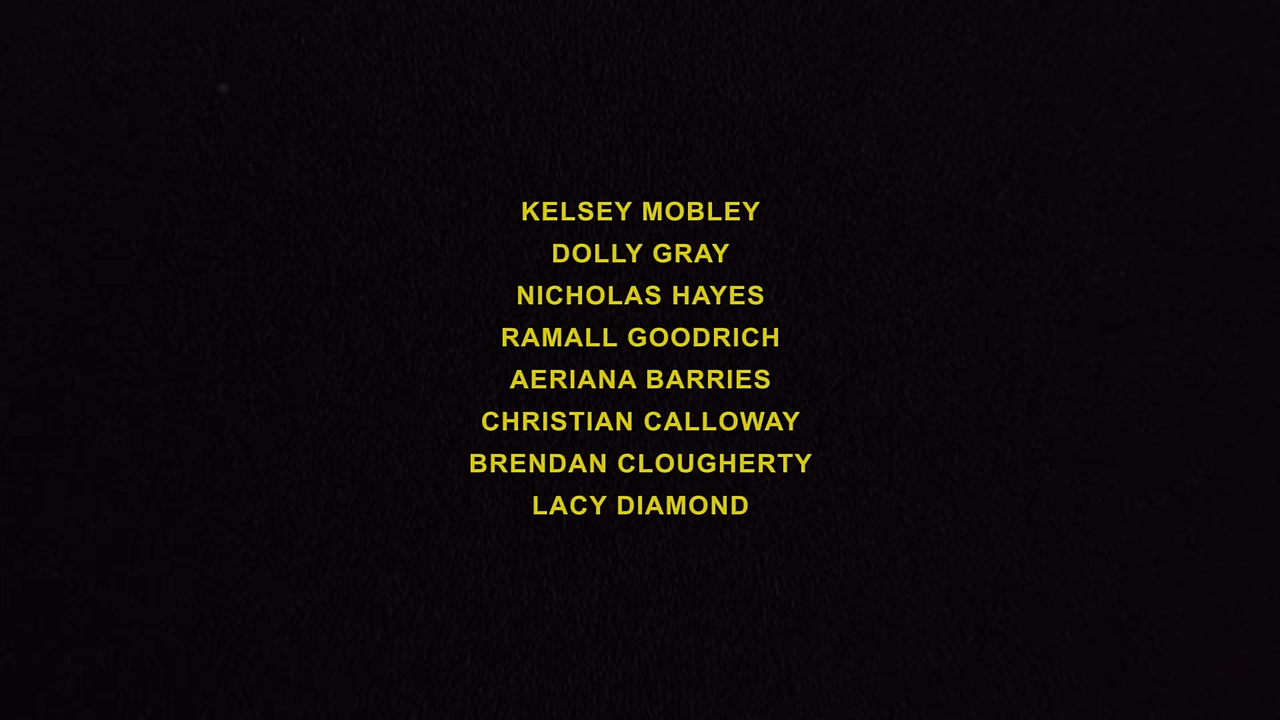 KELSEY MOBLEY
DOLLY GRAY
NICHOLAS HAYES
RAMALL GOODRICH
AERIANA BARRIES
CHRISTIAN CALLOWAY
BRENDAN CLOUGHERTY
LACY DIAMOND